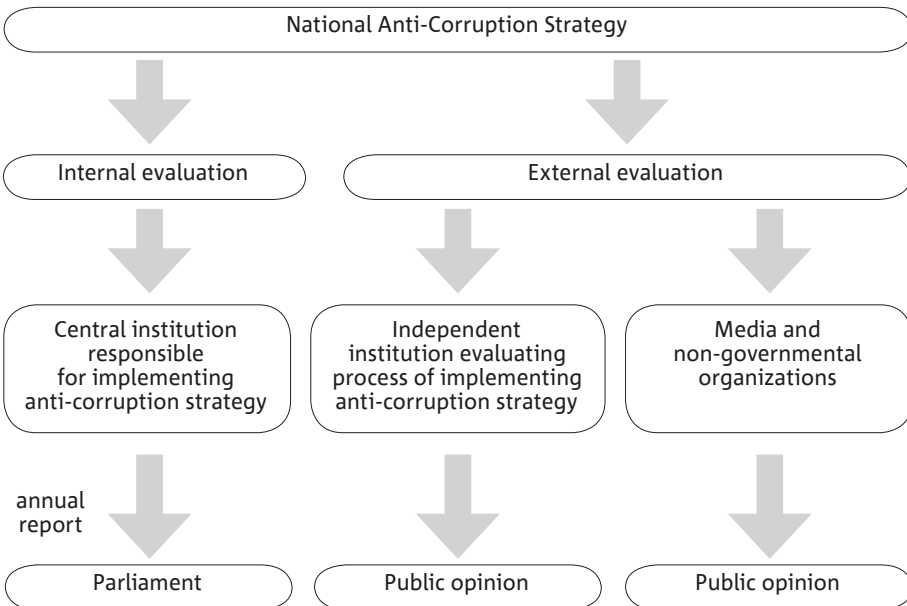 National Anti-Corruption Strategy
Internal evaluation
External evaluation
Central institution
responsible
for implementing
anti-corruption strategy
Independent
institution evaluating
process of implementing
anti-corruption strategy
Media and
non-governmental
organizations
annual
report
Parliament
Public opinion
Public opinion